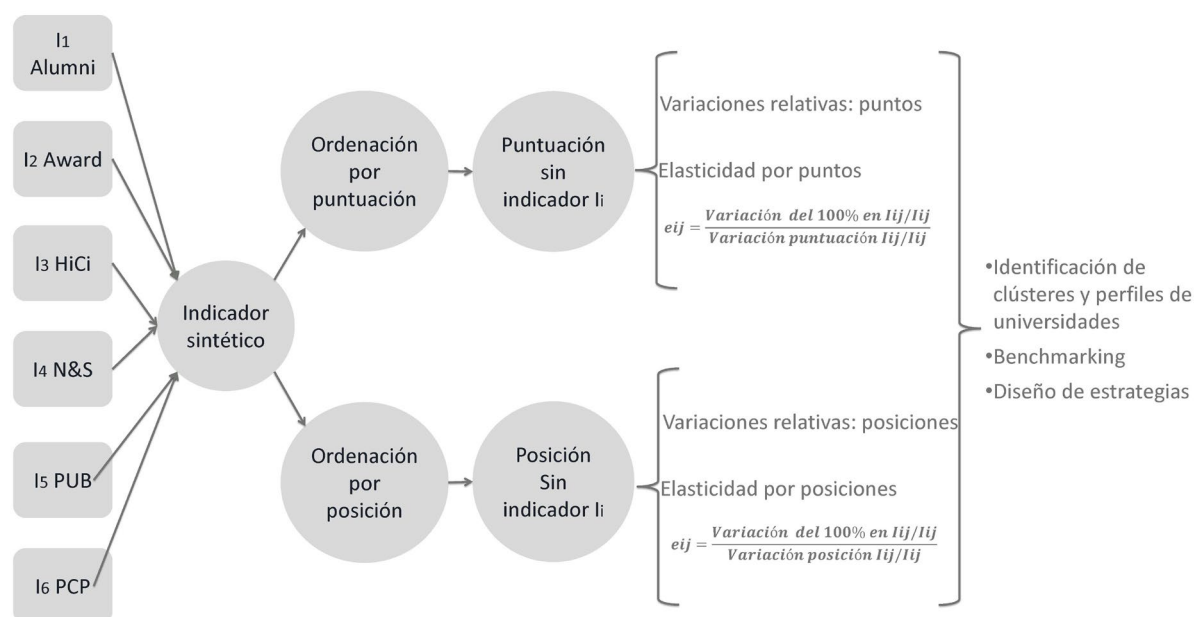 I1
Alumni
I2 Award
I3 HiCi
I4 N&S
I5 PUB
I6 PCP
Indicador
sintético
Ordenación
por
puntuación
Puntuación
sin
indicador Ii
Variaciones relativas: puntos
Elasticidad por puntos
eij = Variación del 100% en Iij/Iij
Variación puntuación Iij/Iij
Ordenación
por
posición
Posición
Sin
indicador Ii
Variaciones relativas: posiciones
Elasticidad por posiciones
eij = Variación del 100% en Iij/Iij
Variación posición Iij/Iij
•Identificación de
clústeres y perfiles de
universidades
•Benchmarking
•Diseño de estrategias